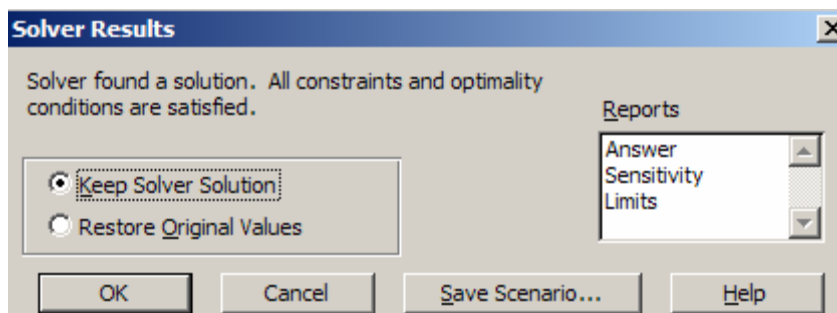 Solver Results
Solver found a solution.  All constraints and optimality
conditions are satisfied.
Reports
Answer
Sensitivity
Limits
Keep Solver Solution
Restore Original Values
OK
Cancel
Save Scenario...
Help